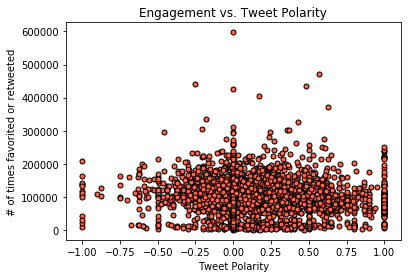 Engagement vs. Tweet Polarity
# of times favorited or retweeted
600000
500000
400000
300000
200000
100000
0
−1.00 −0.75 −0.50 −0.25 0.00 0.25 0.50 0.75 1.00
Tweet Polarity